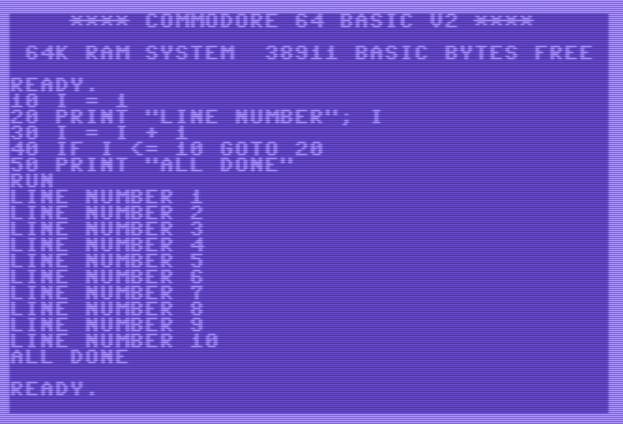 **** COMMODORE 64 BASIC V2 ****
64K RAM SYSTEM  38911 BASIC BYTES FREE
READY.
10 I = 1
20 PRINT "LINE NUMBER"; I
30 I = I + 1
40 IF I <= 10 GOTO 20
50 PRINT "ALL DONE"
RUN
LINE NUMBER 1
LINE NUMBER 2
LINE NUMBER 3
LINE NUMBER 4
LINE NUMBER 5
LINE NUMBER 6
LINE NUMBER 7
LINE NUMBER 8
LINE NUMBER 9
LINE NUMBER 10
ALL DONE
READY.